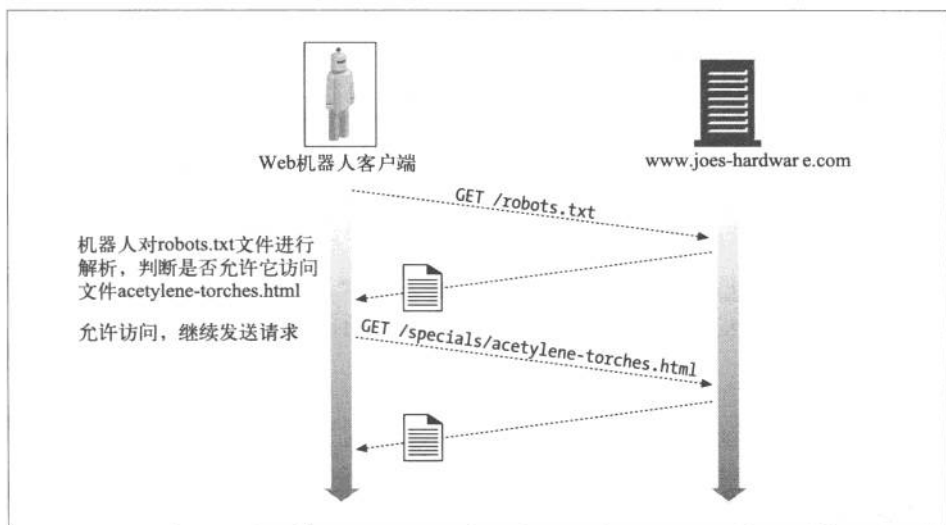 Web机器人客户端
www.joes-hardwar e.com
GET /robots.txt
机器人对robots.txt文件进行
解析，判断是否允许它访问
文件acetylene-torches.html
允许访问，继续发送请求
GET /specials/acetylene-torches.html